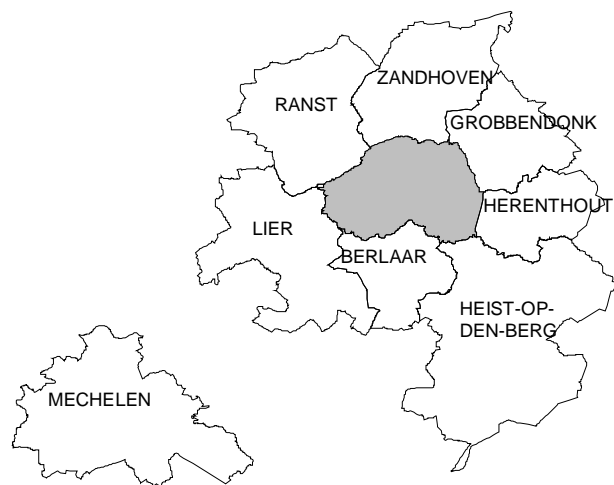 ZANDHOVEN
RANST
GROBBENDONK
HERENTHOUT
LIER
BERLAAR
HEIST-OP-
DEN-BERG
MECHELEN